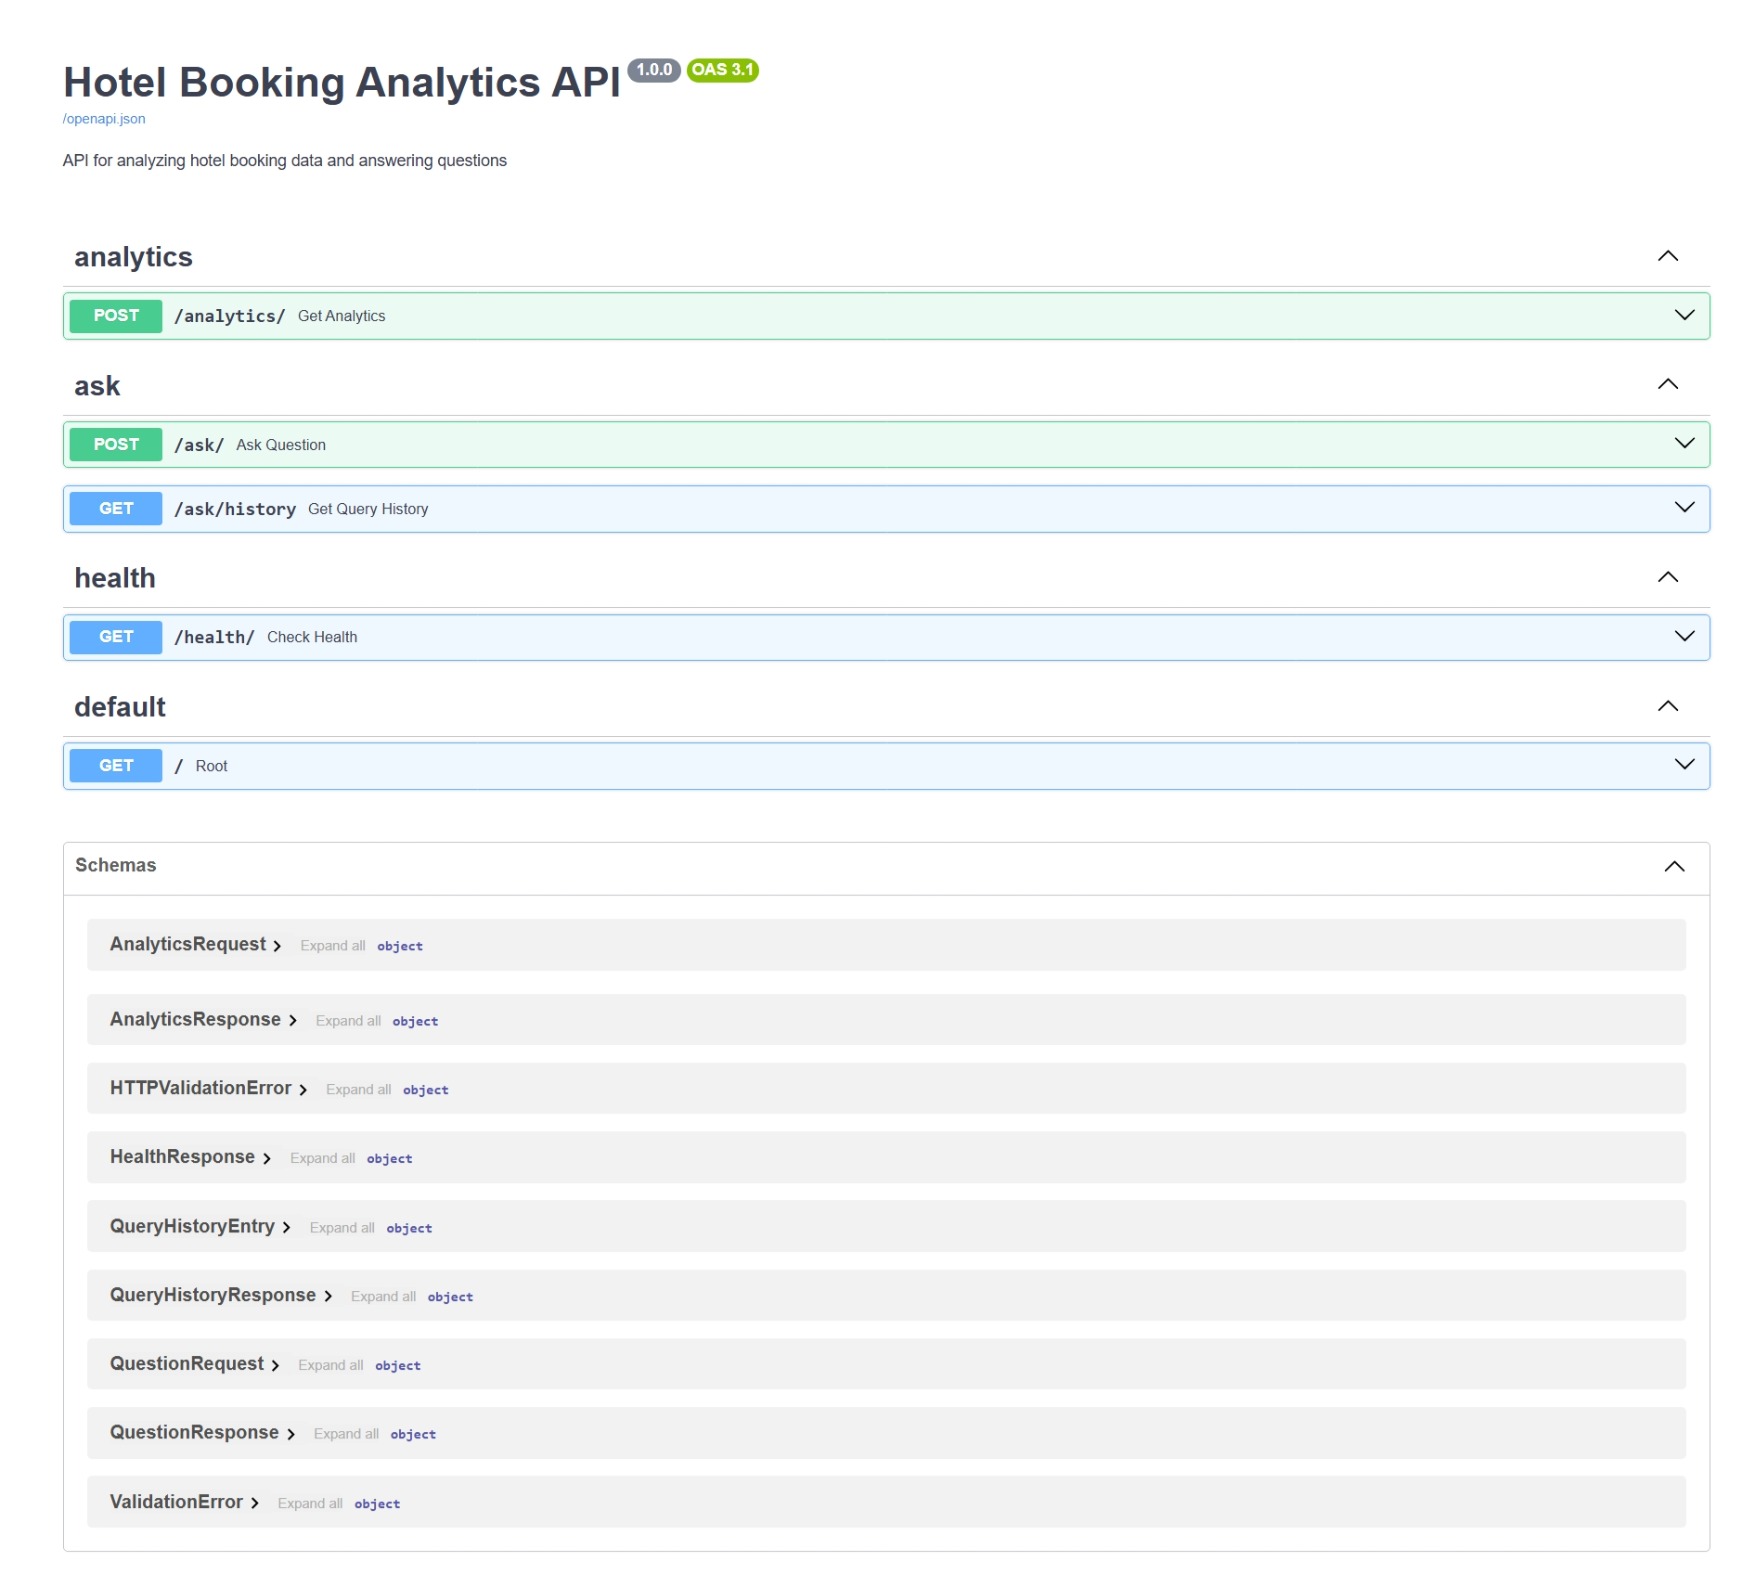 Hotel Booking Analytics API 1.0.0 OAS 3.1
/openapi.json
API for analyzing hotel booking data and answering questions
analytics
POST /analytics/ Get Analytics
ask
POST /ask/ Ask Question
GET /ask/history Get Query History
health
GET /health/ Check Health
default
GET / Root
Schemas
AnalyticsRequest Expand all object
AnalyticsResponse Expand all object
HTTPValidationError Expand all object
HealthResponse Expand all object
QueryHistoryEntry Expand all object
QueryHistoryResponse Expand all object
QuestionRequest Expand all object
QuestionResponse Expand all object
ValidationError Expand all object